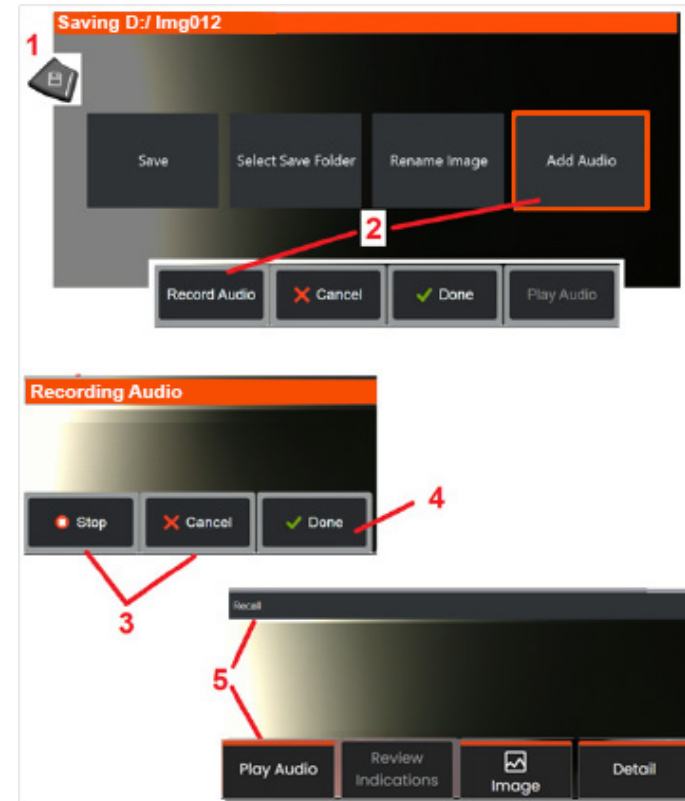 Saving D:/ Img012
1
Save
Select Save Folder
Rename Image
Add Audio
2
Record Audio
Cancel
Done
Play Audio
Recording Audio
4
Stop
Cancel
Done
3
Recall
5
Play Audio
Review
Indications
Image
Detail